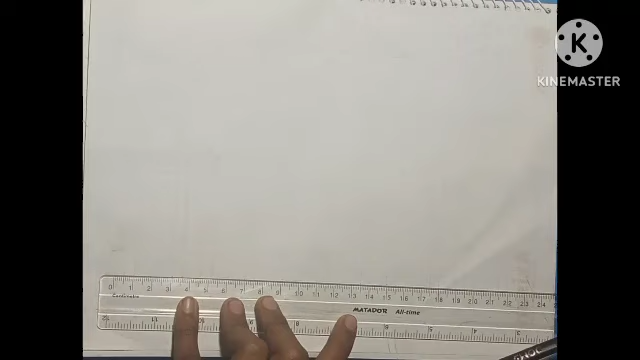 K
KINEMASTER
0 1 2 3 4 5 6 7 8 9 10 11 12 13 14 15 16 17 18 19 20 21 22 23 24
Centimetre
MATADOR All-time